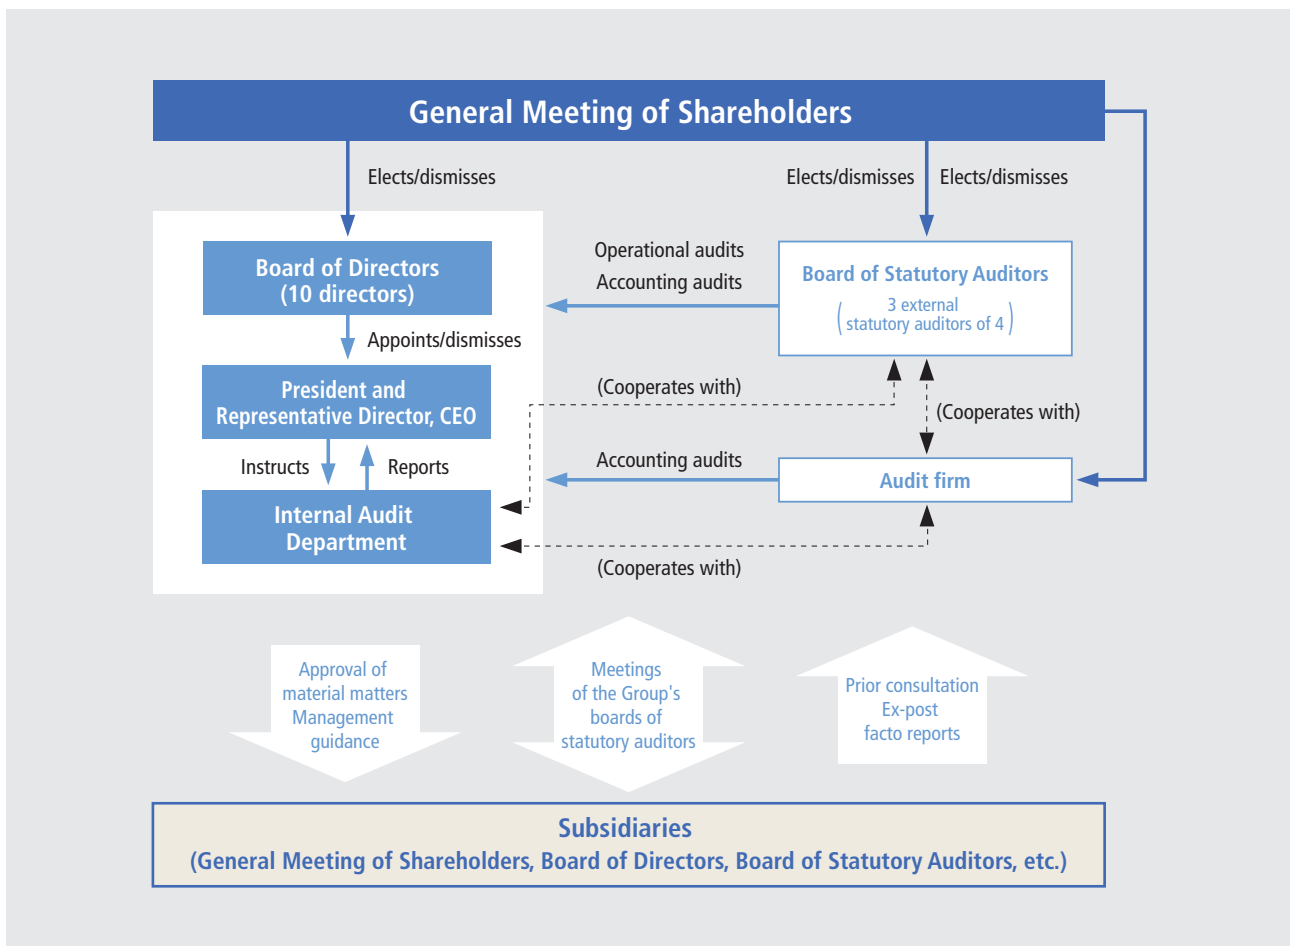 General Meeting of Shareholders
Elects/dismisses
Elects/dismisses
Elects/dismisses
Board of Directors
(10 directors)
Operational audits
Accounting audits
Board of Statutory Auditors
(3 external
statutory auditors of 4)
Appoints/dismisses
President and
Representative Director, CEO
(Cooperates with)
(Cooperates with)
Instructs
Reports
Accounting audits
Audit firm
Internal Audit
Department
(Cooperates with)
Approval of
material matters
Management
guidance
Meetings
of the Group's
boards of
statutory auditors
Prior consultation
Ex-post
facto reports
Subsidiaries
(General Meeting of Shareholders, Board of Directors, Board of Statutory Auditors, etc.)